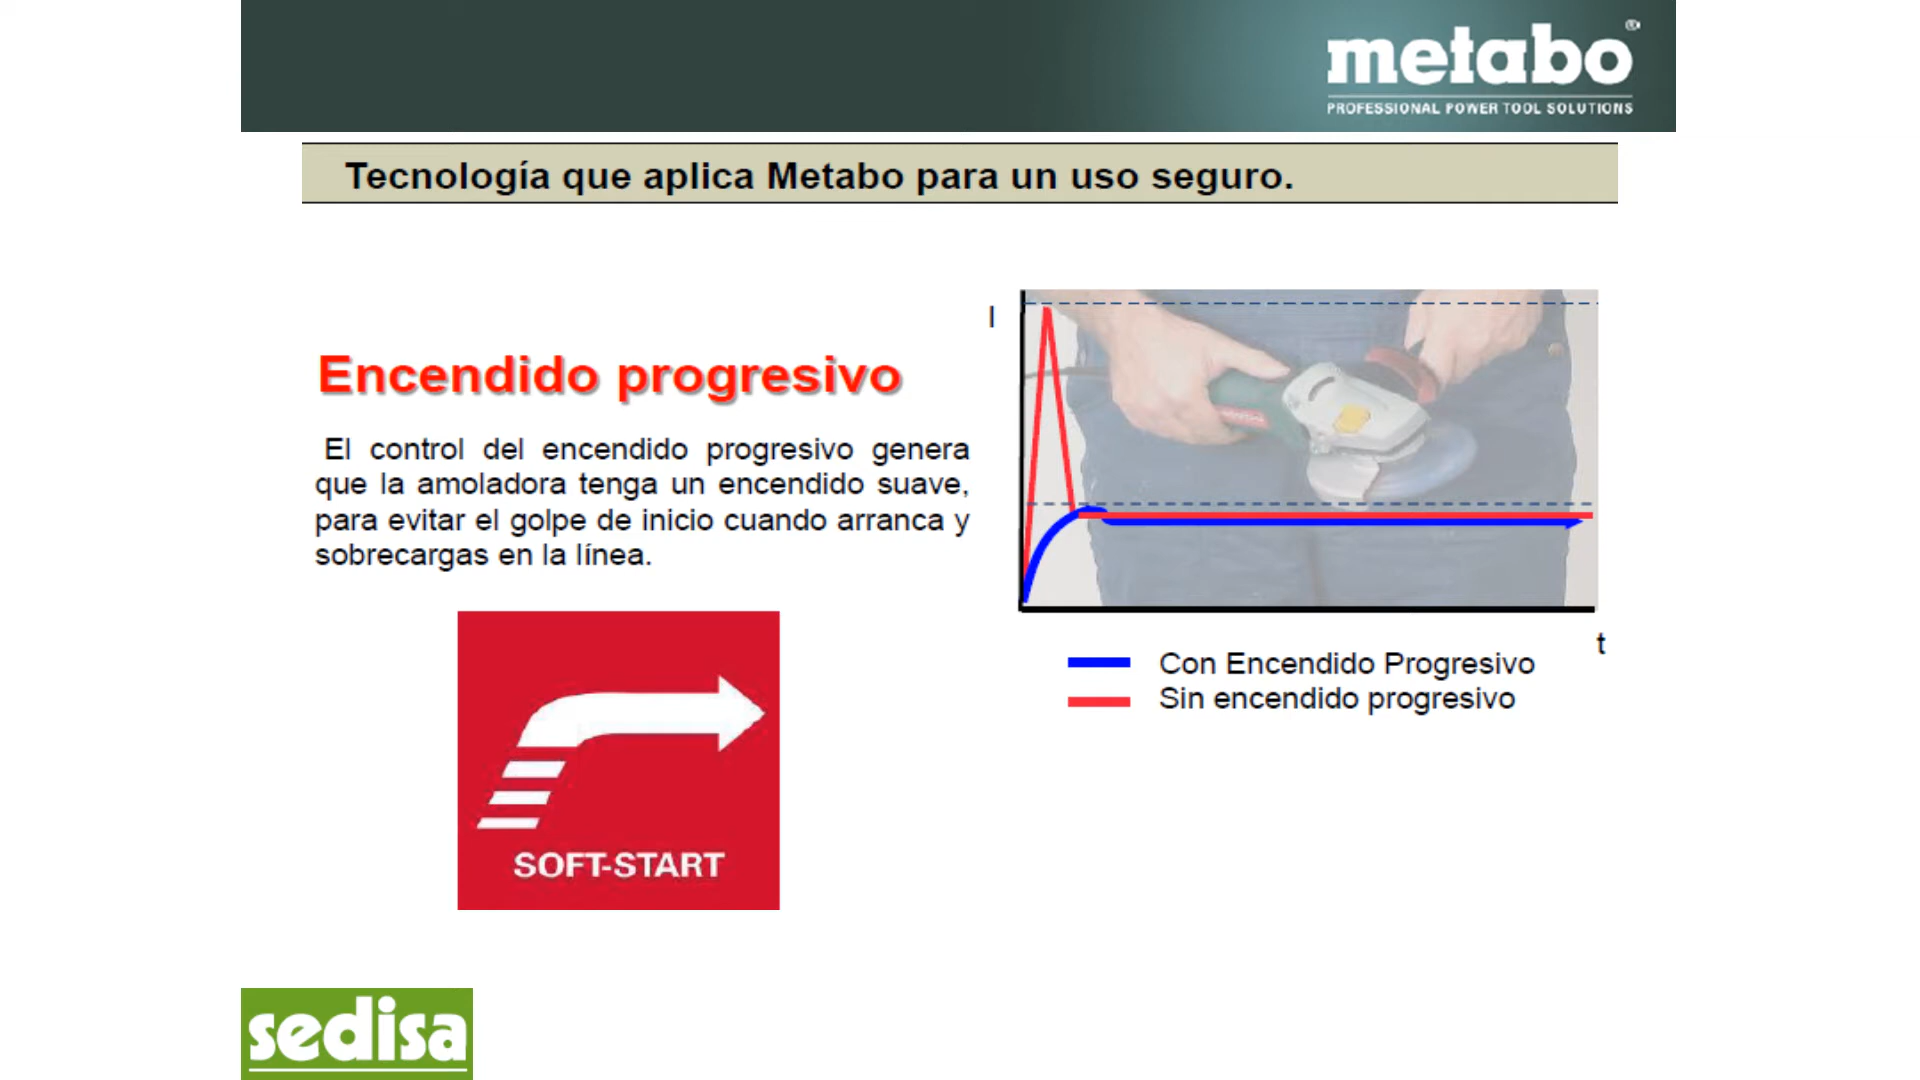 metabo®
PROFESSIONAL POWER TOOL SOLUTIONS
Tecnología que aplica Metabo para un uso seguro.
I
Encendido progresivo
El control del encendido progresivo genera
que la amoladora tenga un encendido suave,
para evitar el golpe de inicio cuando arranca y
sobrecargas en la línea.
t
Con Encendido Progresivo
Sin encendido progresivo
SOFT-START
sedisa